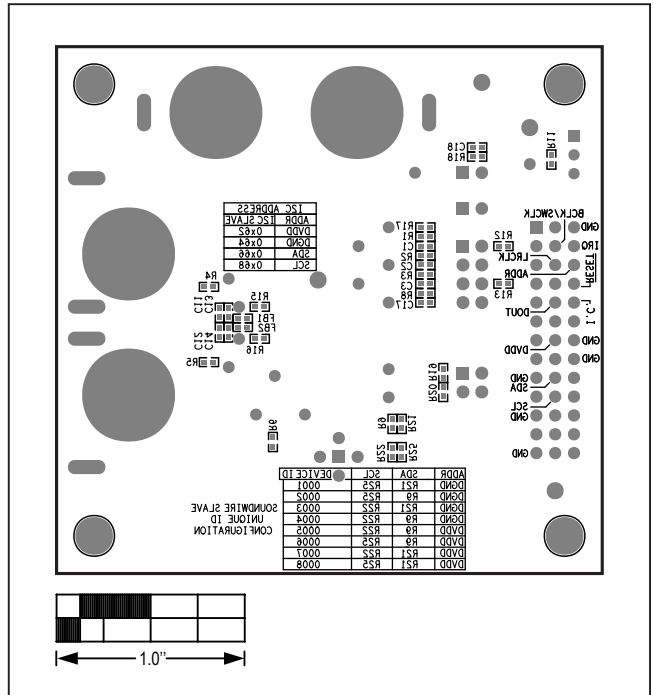 R11
C18
R18
I2C ADDRESS
ADDR I2C SLAVE
DVDD 0x62
DGND 0x64
SDA 0x66
SCL 0x68
R17
R1
C1
R2
C2
R3
C3
R8
C17
R12
R13
BCLK/SWCLK
GND
IRQ
LRCLK
RESET
ADDR
I.C.
DOUT
DVDD
GND
GND
GND
SDA
SCL
GND
GND
R4
C11
C13
R15
FB1
FB2
C12
C14
R16
R5
R19
R20
R6
R9
R21
R22
R25
SOUNDWIRE SLAVE
UNIQUE ID
CONFIGURATION
ADDR SDA SCL DEVICE ID
DGND R21 R25 0001
DGND R9 R25 0002
DGND R21 R22 0003
DGND R9 R22 0004
DVDD R9 R22 0005
DVDD R9 R25 0006
DVDD R21 R22 0007
DVDD R21 R25 0008
1.0"